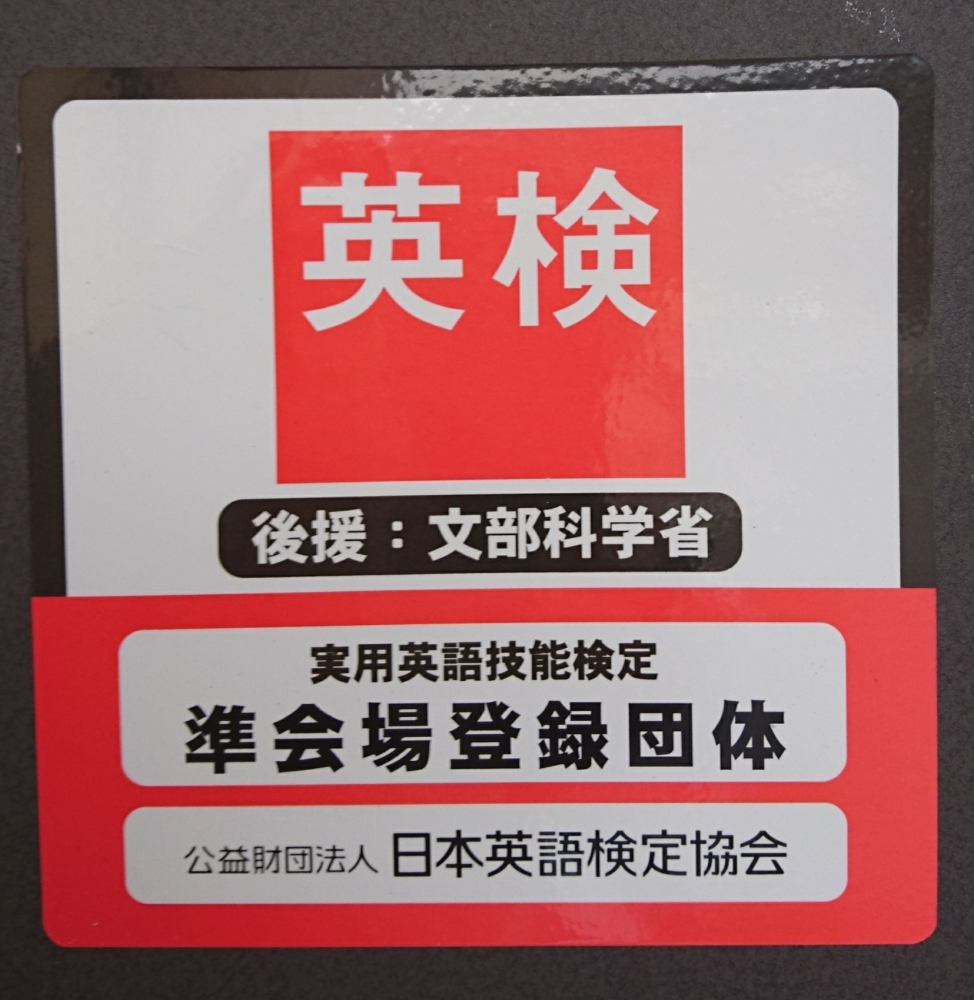 英検
後援：文部科学省
実用英語技能検定
準会場登録団体
公益財団法人 日本英語検定協会